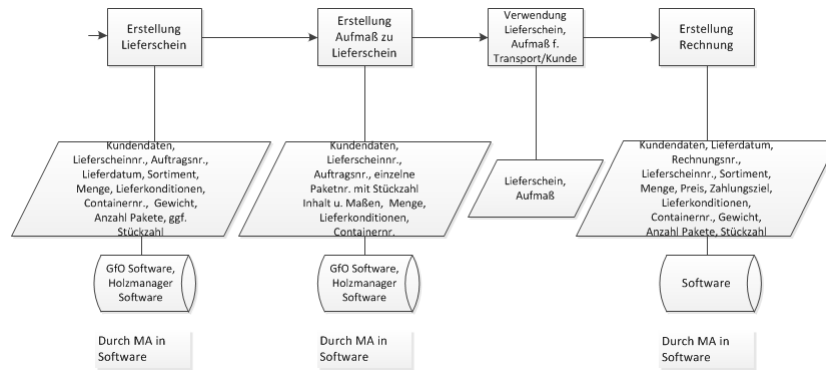 Erstellung
Lieferschein
Erstellung
Aufmaß zu
Lieferschein
Verwendung
Lieferschein,
Aufmaß f.
Transport/Kunde
Erstellung
Rechnung
Kundendaten,
Lieferscheinnr., Auftragsnr.,
Lieferdatum, Sortiment,
Menge, Lieferkonditionen,
Containernr., Gewicht,
Anzahl Pakete, ggf.
Stückzahl
Kundendaten,
Lieferscheinnr.,
Auftragsnr., einzelne
Paketnr. mit Stückzahl
Inhalt u. Maßen, Menge,
Lieferkonditionen,
Containernr.
Lieferschein,
Aufmaß
Kundendaten, Lieferdatum,
Rechnungsnr.,
Lieferscheinnr., Sortiment,
Menge, Preis, Zahlungsziel,
Lieferkonditionen,
Containernr., Gewicht,
Anzahl Pakete, Stückzahl
GfO Software,
Holzmanager
Software
GfO Software,
Holzmanager
Software
Software
Durch MA in
Software
Durch MA in
Software
Durch MA in
Software